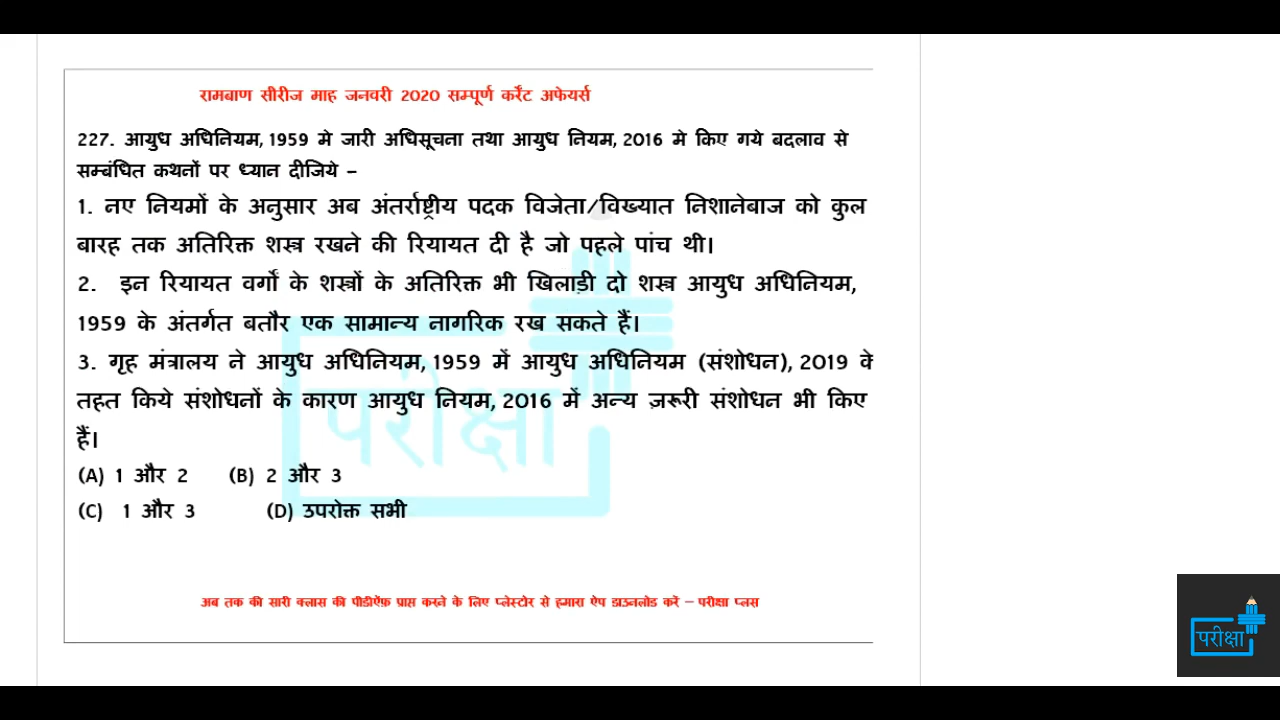 रामबाण सीरीज माह जनवरी 2020 सम्पूर्ण करेंट अफेयर्स
227. आयुध अधिनियम, 1959 मे जारी अधिसूचना तथा आयुध नियम, 2016 मे किए गये बदलाव से
सम्बंधित कथनों पर ध्यान दीजिये –
1. नए नियमों के अनुसार अब अंतर्राष्ट्रीय पदक विजेता/विख्यात निशानेबाज को कुल
बारह तक अतिरिक्त शस्त्र रखने की रियायत दी है जो पहले पांच थी।
2. इन रियायत वर्गों के शस्त्रों के अतिरिक्त भी खिलाड़ी दो शस्त्र आयुध अधिनियम,
1959 के अंतर्गत बतौर एक सामान्य नागरिक रख सकते हैं।
3. गृह मंत्रालय ने आयुध अधिनियम, 1959 में आयुध अधिनियम (संशोधन), 2019 के
तहत किये संशोधनों के कारण आयुध नियम, 2016 में अन्य ज़रूरी संशोधन भी किए
हैं।
(A) 1 और 2 (B) 2 और 3
(C) 1 और 3 (D) उपरोक्त सभी
परीक्षा
अब तक की सारी क्लास की पीडीऍफ़ प्राप्त करने के लिए प्लेस्टोर से हमारा ऐप डाउनलोड करें – परीक्षा प्लस
परीक्षा